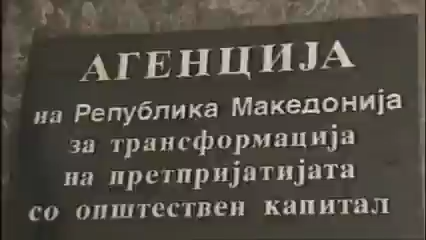 АГЕНЦИЈА
на Република Македонија
за трансформација
на претпријатијата
со општествен капитал